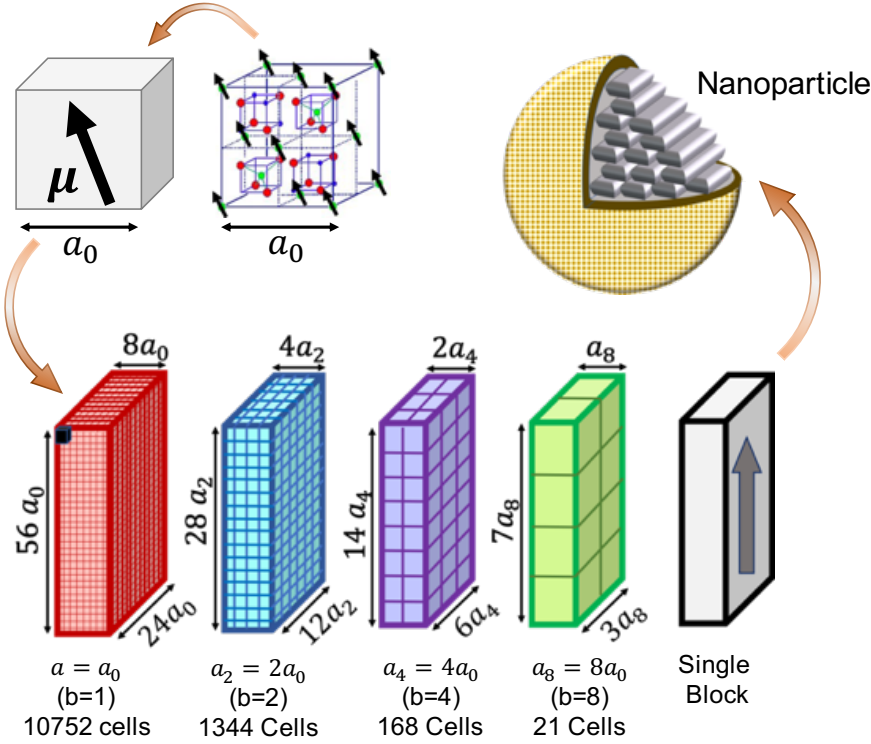 Nanoparticle
μ
a₀
a₀
8a₀
4a₂
2a₄
a₈
56 a₀
28 a₂
14 a₄
7a₈
24a₀
12a₂
6a₄
3a₈
a = a₀
(b=1)
10752 cells
a₂ = 2a₀
(b=2)
1344 Cells
a₄ = 4a₀
(b=4)
168 Cells
a₈ = 8a₀
(b=8)
21 Cells
Single
Block